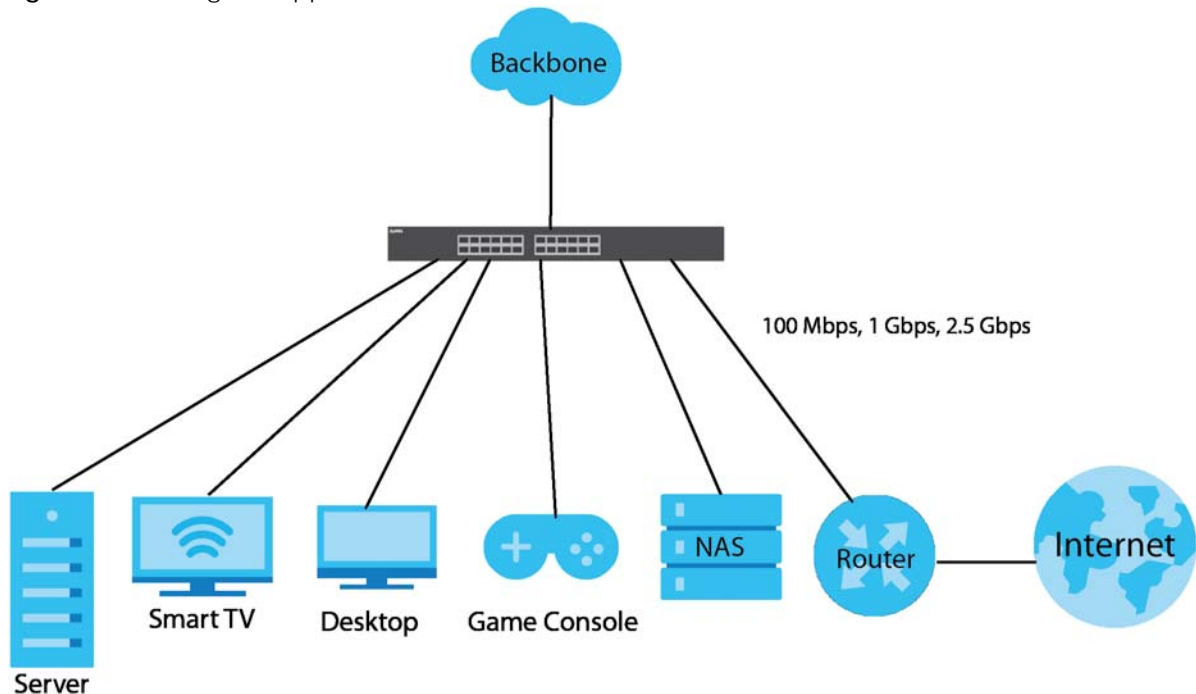 Backbone
100 Mbps, 1 Gbps, 2.5 Gbps
NAS
Router
Internet
Smart TV
Desktop
Game Console
Server